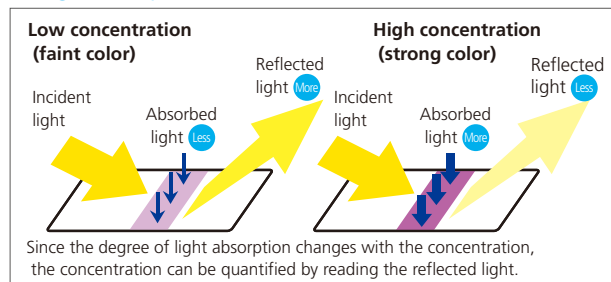 Low concentration
(faint color)
Incident
light
Absorbed
light Less
Reflected
light More
High concentration
(strong color)
Incident
light
Absorbed
light More
Reflected
light Less
Since the degree of light absorption changes with the concentration,
the concentration can be quantified by reading the reflected light.